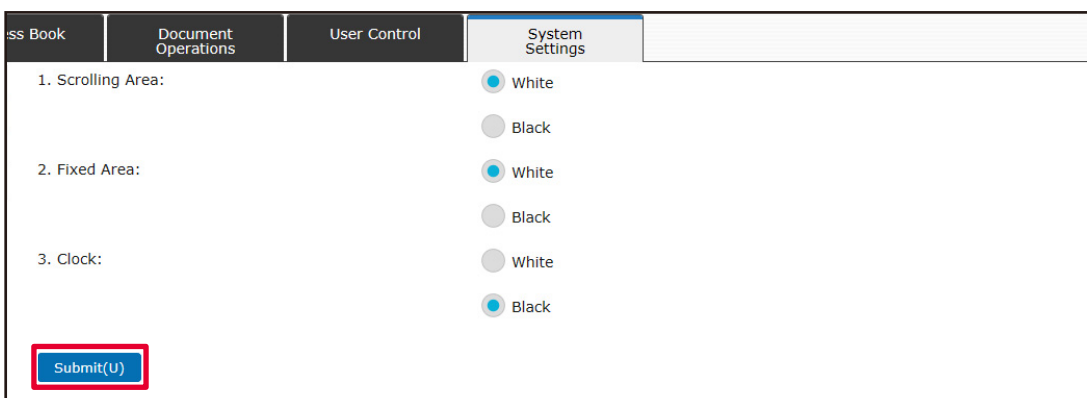 ss Book
Document
Operations
User Control
System
Settings
1. Scrolling Area:
White
Black
2. Fixed Area:
White
Black
3. Clock:
White
Black
Submit(U)